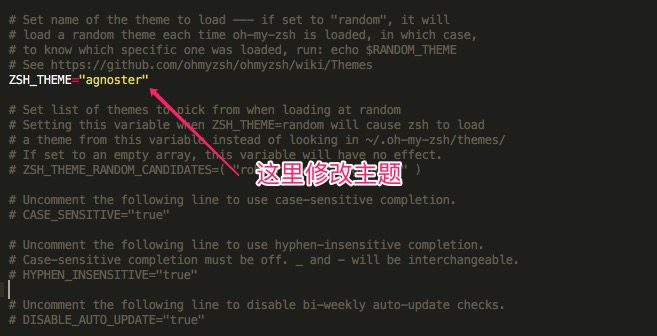 # Set name of the theme to load --- if set to "random", it will
# load a random theme each time oh-my-zsh is loaded, in which case,
# to know which specific one was loaded, run: echo $RANDOM_THEME
# See https://github.com/ohmyzsh/ohmyzsh/wiki/Themes
ZSH_THEME="agnoster"
# Set list of themes to pick from when loading at random
# Setting this variable when ZSH_THEME=random will cause zsh to load
# a theme from this variable instead of looking in ~/.oh-my-zsh/themes/
# If set to an empty array, this variable will have no effect.
# ZSH_THEME_RANDOM_CANDIDATES=( "ro " )
这里修改主题
# Uncomment the following line to use case-sensitive completion.
# CASE_SENSITIVE="true"
# Uncomment the following line to use hyphen-insensitive completion.
# Case-sensitive completion must be off. _ and - will be interchangeable.
# HYPHEN_INSENSITIVE="true"
# Uncomment the following line to disable bi-weekly auto-update checks.
# DISABLE_AUTO_UPDATE="true"